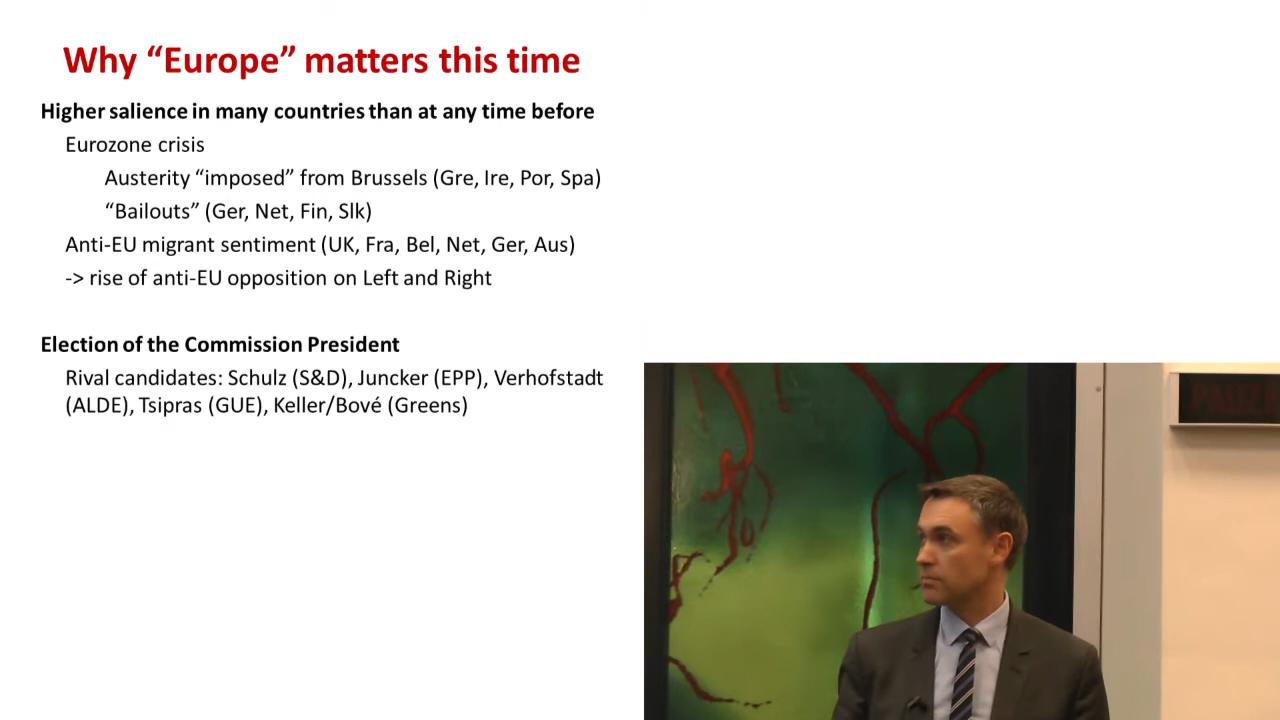 Why “Europe” matters this time
Higher salience in many countries than at any time before
Eurozone crisis
Austerity “imposed” from Brussels (Gre, Ire, Por, Spa)
“Bailouts” (Ger, Net, Fin, Slk)
Anti-EU migrant sentiment (UK, Fra, Bel, Net, Ger, Aus)
-> rise of anti-EU opposition on Left and Right
Election of the Commission President
Rival candidates: Schulz (S&D), Juncker (EPP), Verhofstadt
(ALDE), Tsipras (GUE), Keller/Bové (Greens)